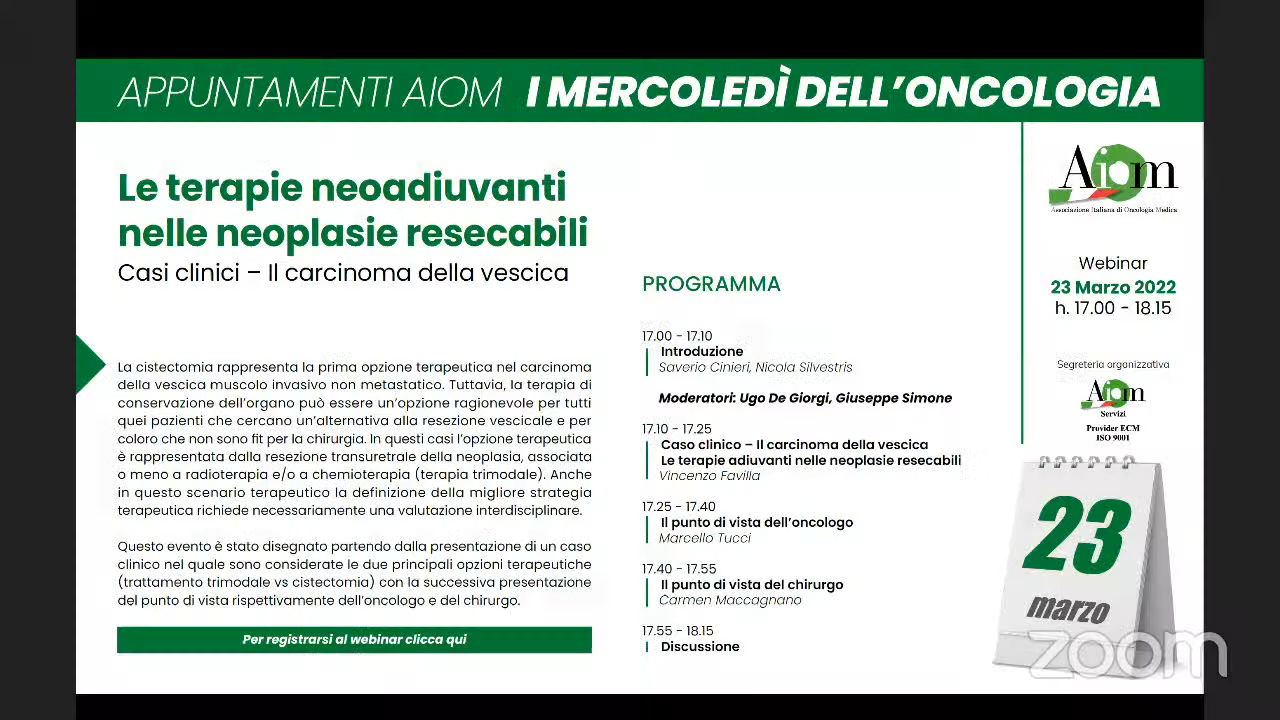 APPUNTAMENTI AIOM I MERCOLEDÌ DELL'ONCOLOGIA
Le terapie neoadiuvanti
nelle neoplasie resecabili
Casi clinici – Il carcinoma della vescica
La cistectomia rappresenta la prima opzione terapeutica nel carcinoma
della vescica muscolo invasivo non metastatico. Tuttavia, la terapia di
conservazione dell'organo può essere un'opzione ragionevole per tutti
quei pazienti che cercano un'alternativa alla resezione vescicale e per
coloro che non sono fit per la chirurgia. In questi casi l'opzione terapeutica
è rappresentata dalla resezione transuretrale della neoplasia, associata
o meno a radioterapia e/o a chemioterapia (terapia trimodale). Anche
in questo scenario terapeutico la definizione della migliore strategia
terapeutica richiede necessariamente una valutazione interdisciplinare.
Questo evento è stato disegnato partendo dalla presentazione di un caso
clinico nel quale sono considerate le due principali opzioni terapeutiche
(trattamento trimodale vs cistectomia) con la successiva presentazione
del punto di vista rispettivamente dell'oncologo e del chirurgo.
Per registrarsi al webinar clicca qui
PROGRAMMA
17.00 - 17.10
Introduzione
Saverio Cinieri, Nicola Silvestris
Moderatori: Ugo De Giorgi, Giuseppe Simone
17.10 - 17.25
Caso clinico – Il carcinoma della vescica
Le terapie adiuvanti nelle neoplasie resecabili
Vincenzo Favilla
17.25 - 17.40
Il punto di vista dell'oncologo
Marcello Tucci
17.40 - 17.55
Il punto di vista del chirurgo
Carmen Maccagnano
17.55 - 18.15
Discussione
Aiom
Associazione Italiana di Oncologia Medica
Webinar
23 Marzo 2022
h. 17.00 - 18.15
Segreteria organizzativa
Aiom
Servizi
Provider ECM
ISO 9001
23
marzo
zoom